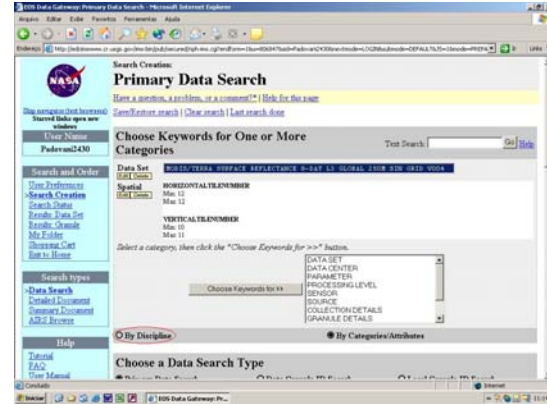 EOS Data Gateway: Primary Data Search - Microsoft Internet Explorer
Arquivo Editar Exibir Favoritos Ferramentas Ajuda
Endereço
NASA
Skip navigation (text browsers)
Starred links open new window
User Name
Padovani2430
Search and Order
User Preferences
>Search Creation
Search Status
Results: Data Set
Results: Granule
My Folder
Shopping Cart
Exit to Home
Search types
>Data Search
Detailed Document
Summary Document
AIRS Browse
Help
Tutorial
FAQ
User Manual
Search Creation:
Primary Data Search
Have a question, a problem, or a comment?* | Help for this page
Save/Restore search | Clear search | Last search done
Choose Keywords for One or More Categories
Text Search: Go Help
Data Set
Edit Delete
MODIS/TERRA SURFACE REFLECTANCE 8-DAY L3 GLOBAL 250M SIN GRID V004
Spatial
Edit Delete
HORIZONTALTILENUMBER
Min: 12
Max: 12
VERTICALTILENUMBER
Min: 10
Max: 11
Select a category, then click the "Choose Keywords for >>" button.
Choose Keywords for >>
DATA SET
DATA CENTER
PARAMETER
PROCESSING LEVEL
SENSOR
SOURCE
COLLECTION DETAILS
GRANULE DETAILS
By Discipline
By Categories/Attributes
Choose a Data Search Type
Concluído
Internet
Iniciar
EOS Data Gateway: Pr...